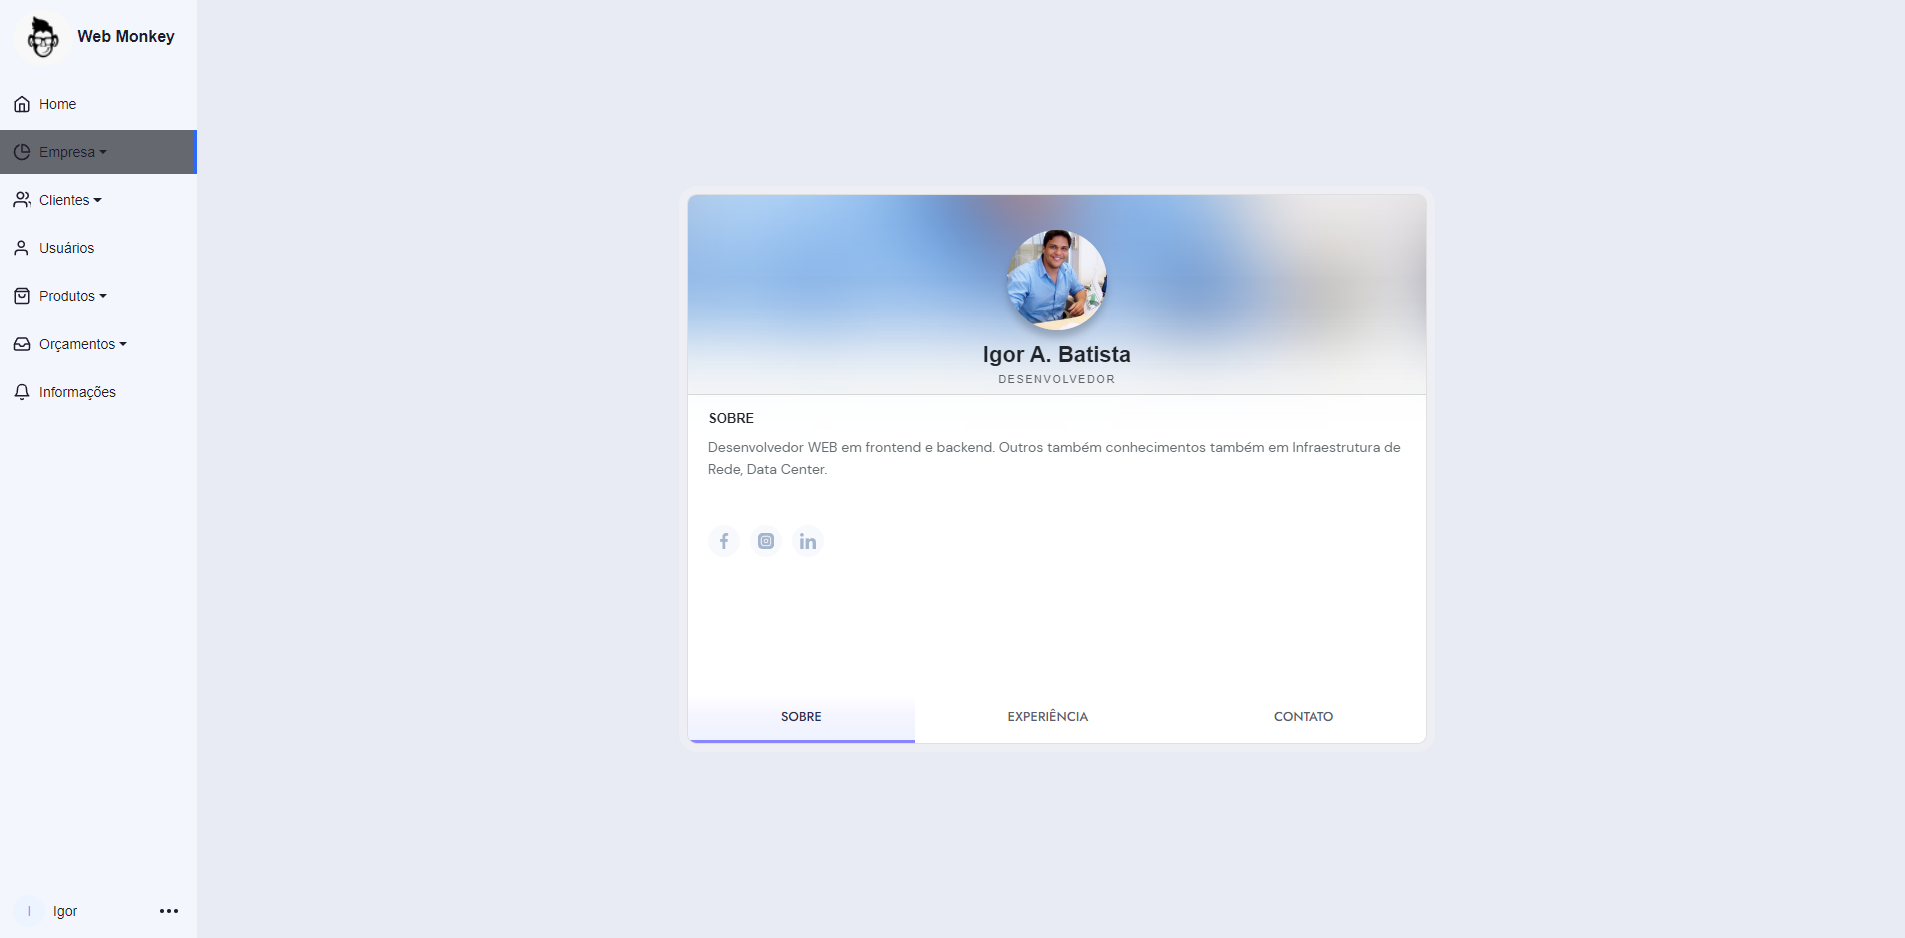 Web Monkey
Home
Empresa
Clientes
Usuários
Produtos
Orçamentos
Informações
I
Igor
Igor A. Batista
DESENVOLVEDOR
SOBRE
Desenvolvedor WEB em frontend e backend. Outros também conhecimentos também em Infraestrutura de
Rede, Data Center.
SOBRE
EXPERIÊNCIA
CONTATO